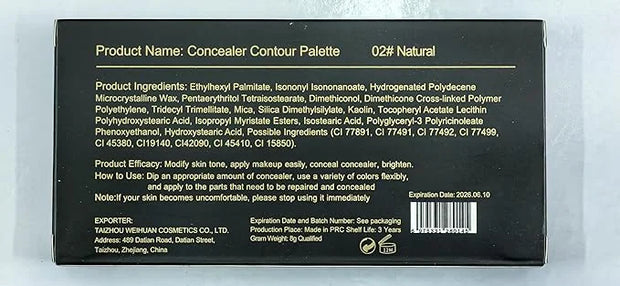 Product Name: Concealer Contour Palette 02# Natural
Product Ingredients: Ethylhexyl Palmitate, Isononyl Isononanoate, Hydrogenated Polydecene
Microcrystalline Wax, Pentaerythritol Tetraisostearate, Dimethiconol, Dimethicone Cross-linked Polymer
Polyethylene, Tridecyl Trimellitate, Mica, Silica Dimethylsilylate, Kaolin, Tocopheryl Acetate Lecithin
Polyhydroxystearic Acid, Isopropyl Myristate Esters, Isostearic Acid, Polyglyceryl-3 Polyricinoleate
Phenoxyethanol, Hydroxystearic Acid, Possible Ingredients (CI 77891, CI 77491, CI 77492, CI 77499,
CI 45380, CI19140, CI42090, CI 45410, CI 15850).
Product Efficacy: Modify skin tone, apply makeup easily, conceal concealer, brighten.
How to Use: Dip an appropriate amount of concealer, use a variety of colors flexibly,
and apply to the parts that need to be repaired and concealed
Note:If your skin becomes uncomfortable, please stop using it immediately
Expiration Date: 2026.06.10
EXPORTER:
TAIZHOU WEIHUAN COSMETICS CO., LTD.
Address: 489 Datian Road, Datian Street,
Taizhou, Zhejiang, China
Expiration Date and Batch Number: See packaging
Production Place: Made in PRC Shelf Life: 3 Years
Gram Weight: 8g Qualified
12M